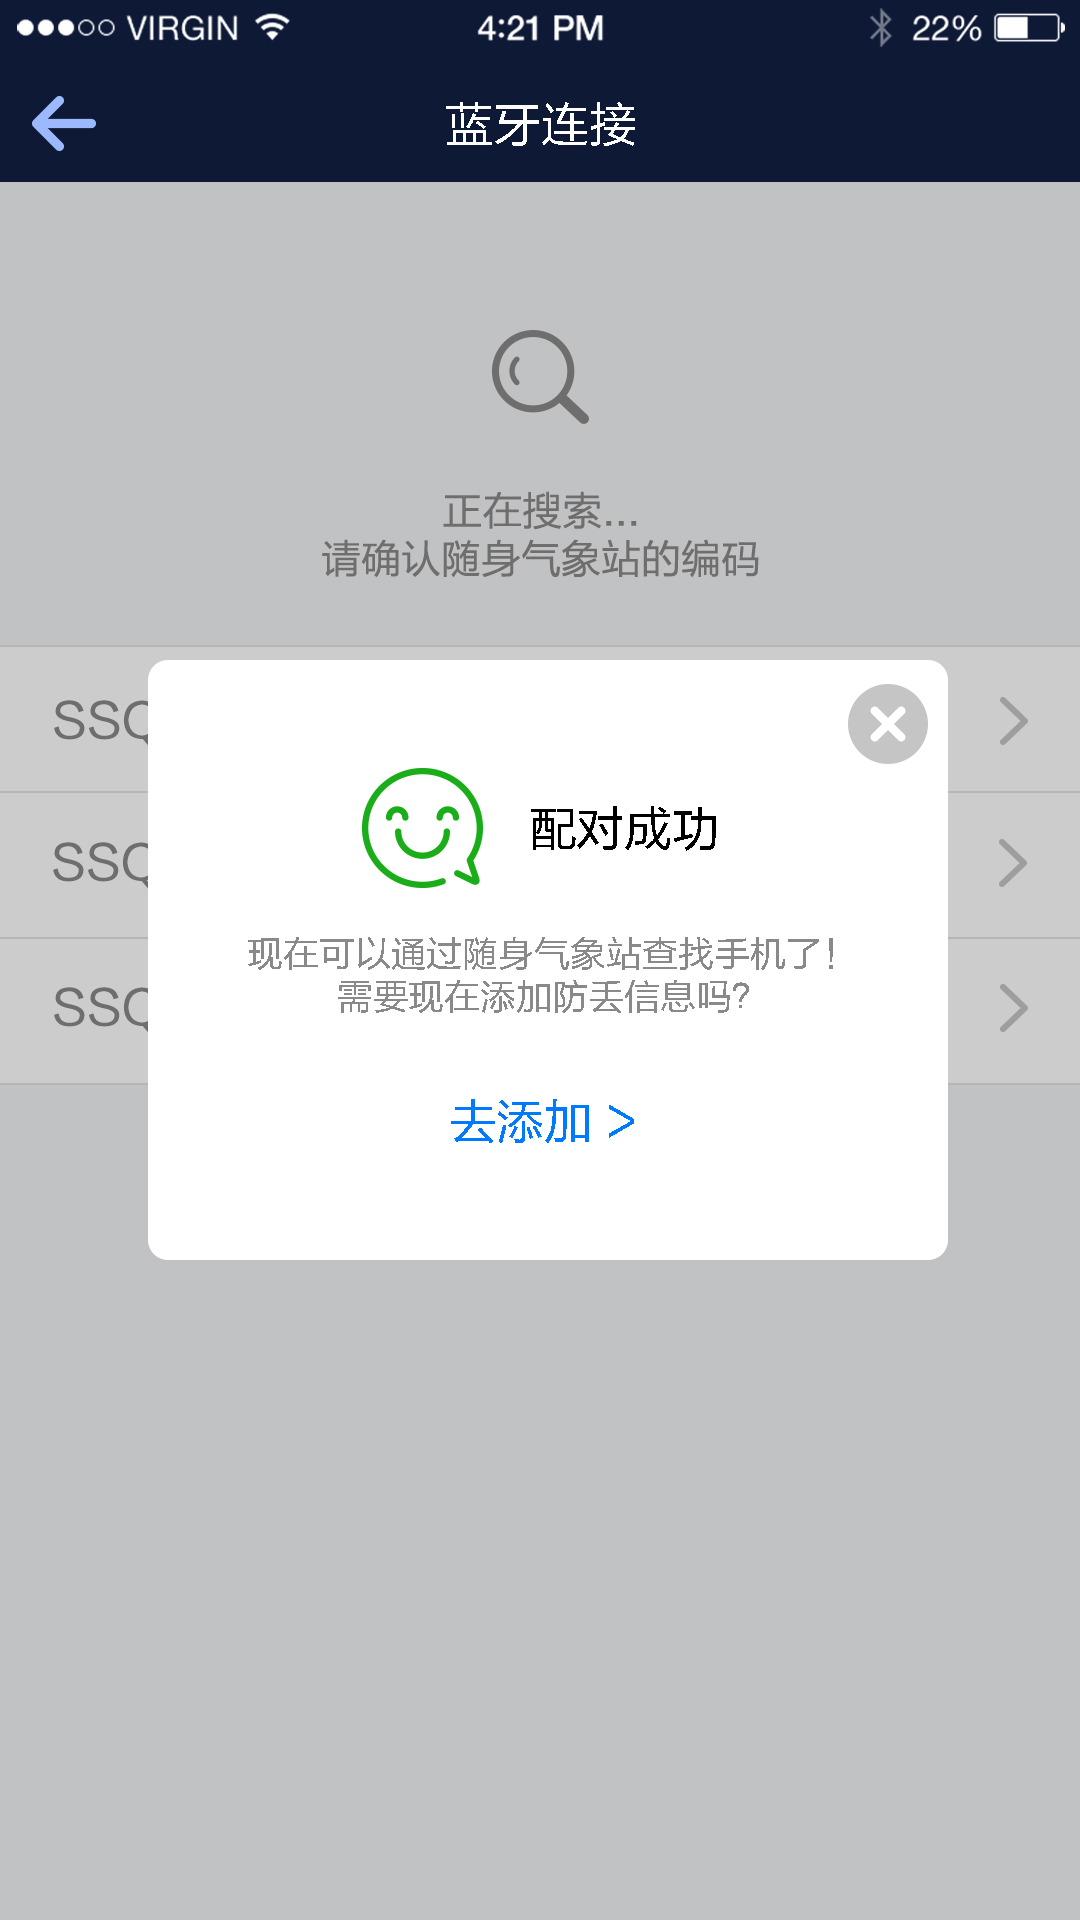 VIRGIN 4:21 PM 22%
蓝牙连接
正在搜索...
请确认随身气象站的编码
SSQ
配对成功
SSQ
现在可以通过随身气象站查找手机了!
需要现在添加防丢信息吗?
SSQ
去添加 >